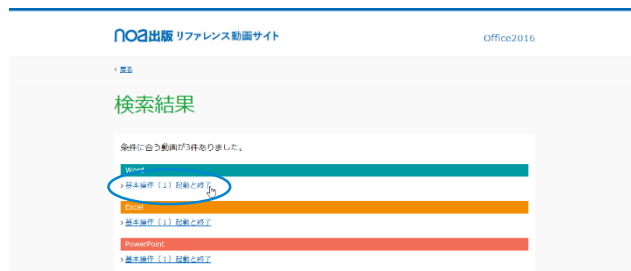 noa出版 リファレンス動画サイト
Office2016
› 戻る
検索結果
条件に合う動画が3件ありました。
Word
› 基本操作（1）起動と終了
Excel
› 基本操作（1）起動と終了
PowerPoint
› 基本操作（1）起動と終了